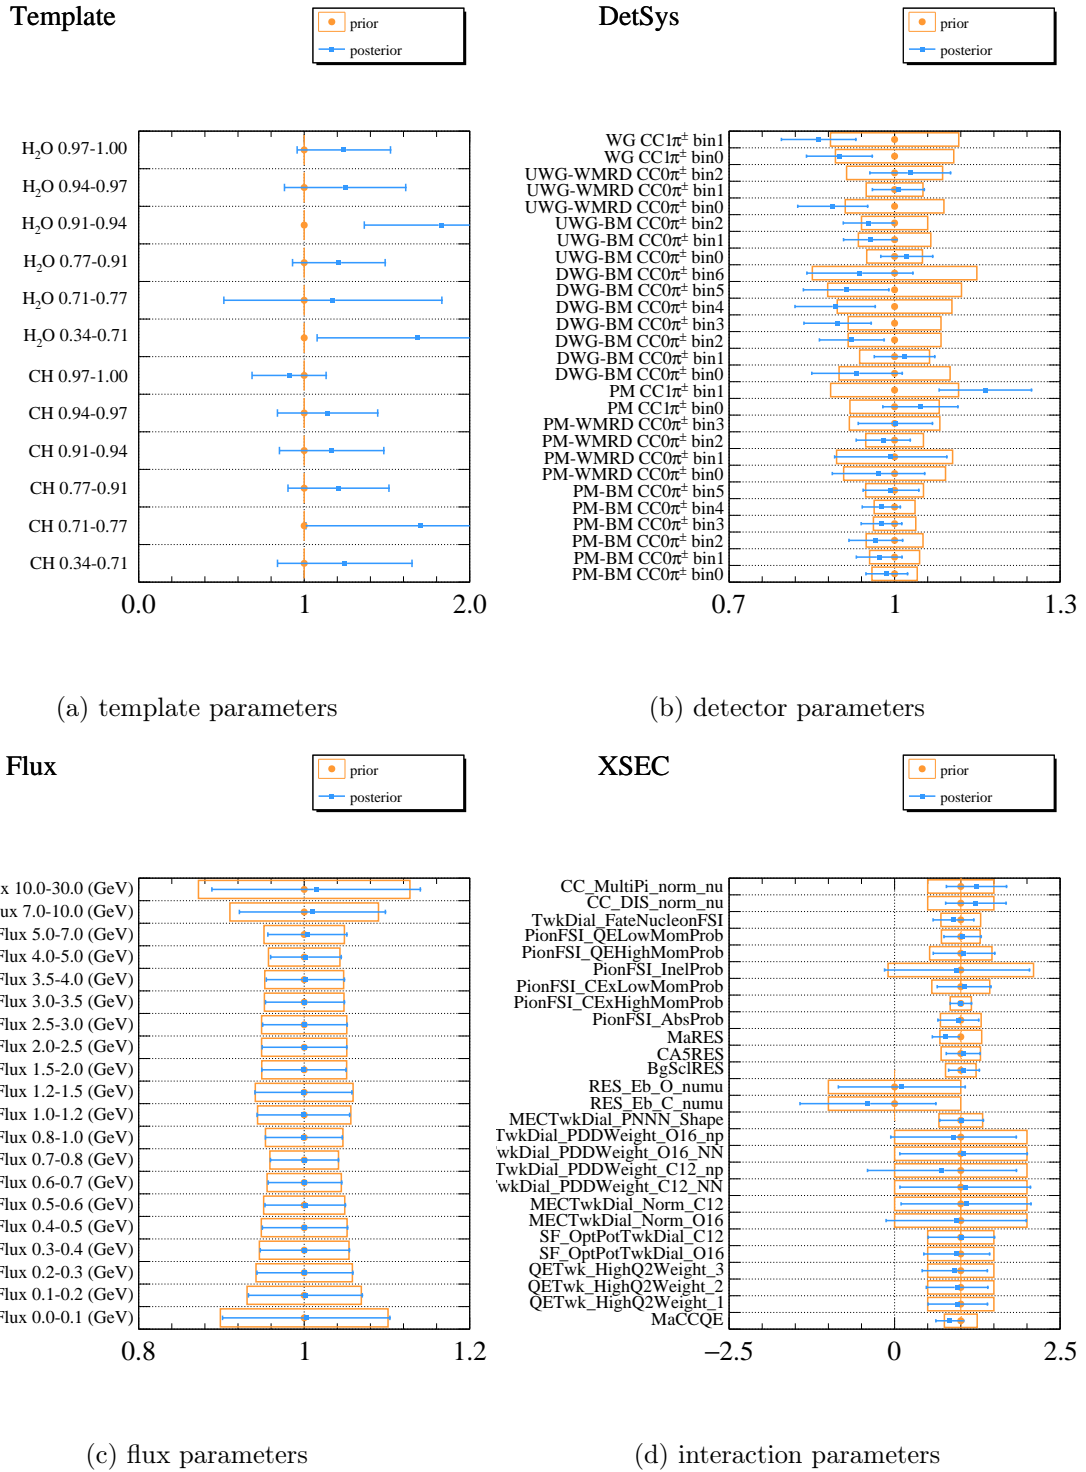 Template
prior
posterior
H₂O 0.97-1.00
H₂O 0.94-0.97
H₂O 0.91-0.94
H₂O 0.77-0.91
H₂O 0.71-0.77
H₂O 0.34-0.71
CH 0.97-1.00
CH 0.94-0.97
CH 0.91-0.94
CH 0.77-0.91
CH 0.71-0.77
CH 0.34-0.71
0.0 1 2.0
(a) template parameters
DetSys
prior
posterior
WG CC1π± bin1
WG CC1π± bin0
UWG-WMRD CC0π± bin2
UWG-WMRD CC0π± bin1
UWG-WMRD CC0π± bin0
UWG-BM CC0π± bin2
UWG-BM CC0π± bin1
UWG-BM CC0π± bin0
DWG-BM CC0π± bin6
DWG-BM CC0π± bin5
DWG-BM CC0π± bin4
DWG-BM CC0π± bin3
DWG-BM CC0π± bin2
DWG-BM CC0π± bin1
DWG-BM CC0π± bin0
PM CC1π± bin1
PM CC1π± bin0
PM-WMRD CC0π± bin3
PM-WMRD CC0π± bin2
PM-WMRD CC0π± bin1
PM-WMRD CC0π± bin0
PM-BM CC0π± bin5
PM-BM CC0π± bin4
PM-BM CC0π± bin3
PM-BM CC0π± bin2
PM-BM CC0π± bin1
PM-BM CC0π± bin0
0.7 1 1.3
(b) detector parameters
Flux
prior
posterior
x 10.0-30.0 (GeV)
ux 7.0-10.0 (GeV)
Flux 5.0-7.0 (GeV)
Flux 4.0-5.0 (GeV)
Flux 3.5-4.0 (GeV)
Flux 3.0-3.5 (GeV)
Flux 2.5-3.0 (GeV)
Flux 2.0-2.5 (GeV)
Flux 1.5-2.0 (GeV)
Flux 1.2-1.5 (GeV)
Flux 1.0-1.2 (GeV)
Flux 0.8-1.0 (GeV)
Flux 0.7-0.8 (GeV)
Flux 0.6-0.7 (GeV)
Flux 0.5-0.6 (GeV)
Flux 0.4-0.5 (GeV)
Flux 0.3-0.4 (GeV)
Flux 0.2-0.3 (GeV)
Flux 0.1-0.2 (GeV)
Flux 0.0-0.1 (GeV)
0.8 1 1.2
(c) flux parameters
XSEC
prior
posterior
CC_MultiPi_norm_nu
CC_DIS_norm_nu
TwkDial_FateNucleonFSI
PionFSI_QELowMomProb
PionFSI_QEHighMomProb
PionFSI_InelProb
PionFSI_CExLowMomProb
PionFSI_CExHighMomProb
PionFSI_AbsProb
MaRES
CA5RES
BgSclRES
RES_Eb_O_numu
RES_Eb_C_numu
MECTwkDial_PNNN_Shape
TwkDial_PDDWeight_O16_np
wkDial_PDDWeight_O16_NN
TwkDial_PDDWeight_C12_np
wkDial_PDDWeight_C12_NN
MECTwkDial_Norm_C12
MECTwkDial_Norm_O16
SF_OptPotTwkDial_C12
SF_OptPotTwkDial_O16
QETwk_HighQ2Weight_3
QETwk_HighQ2Weight_2
QETwk_HighQ2Weight_1
MaCCQE
−2.5 0 2.5
(d) interaction parameters